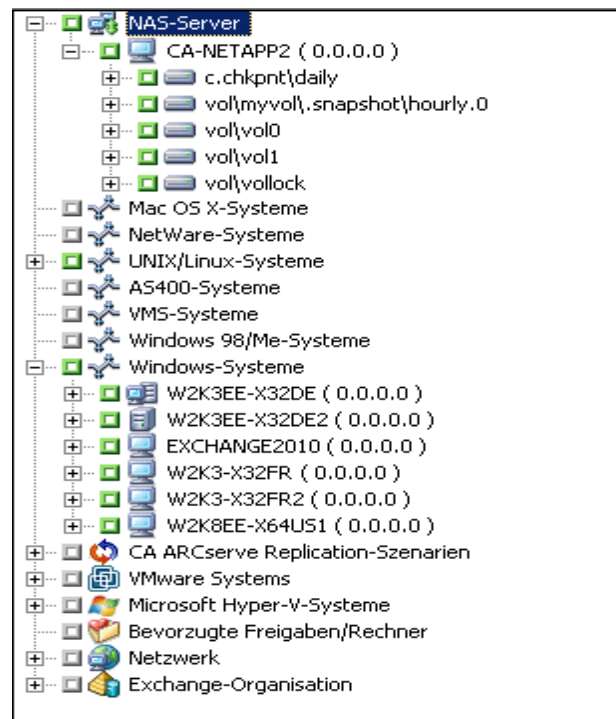 NAS-Server
CA-NETAPP2 ( 0.0.0.0 )
c.chkpnt\daily
vol\myvol\.snapshot\hourly.0
vol\vol0
vol\vol1
vol\vollock
Mac OS X-Systeme
NetWare-Systeme
UNIX/Linux-Systeme
AS400-Systeme
VMS-Systeme
Windows 98/Me-Systeme
Windows-Systeme
W2K3EE-X32DE ( 0.0.0.0 )
W2K3EE-X32DE2 ( 0.0.0.0 )
EXCHANGE2010 ( 0.0.0.0 )
W2K3-X32FR ( 0.0.0.0 )
W2K3-X32FR2 ( 0.0.0.0 )
W2K8EE-X64US1 ( 0.0.0.0 )
CA ARCserve Replication-Szenarien
VMware Systems
Microsoft Hyper-V-Systeme
Bevorzugte Freigaben/Rechner
Netzwerk
Exchange-Organisation